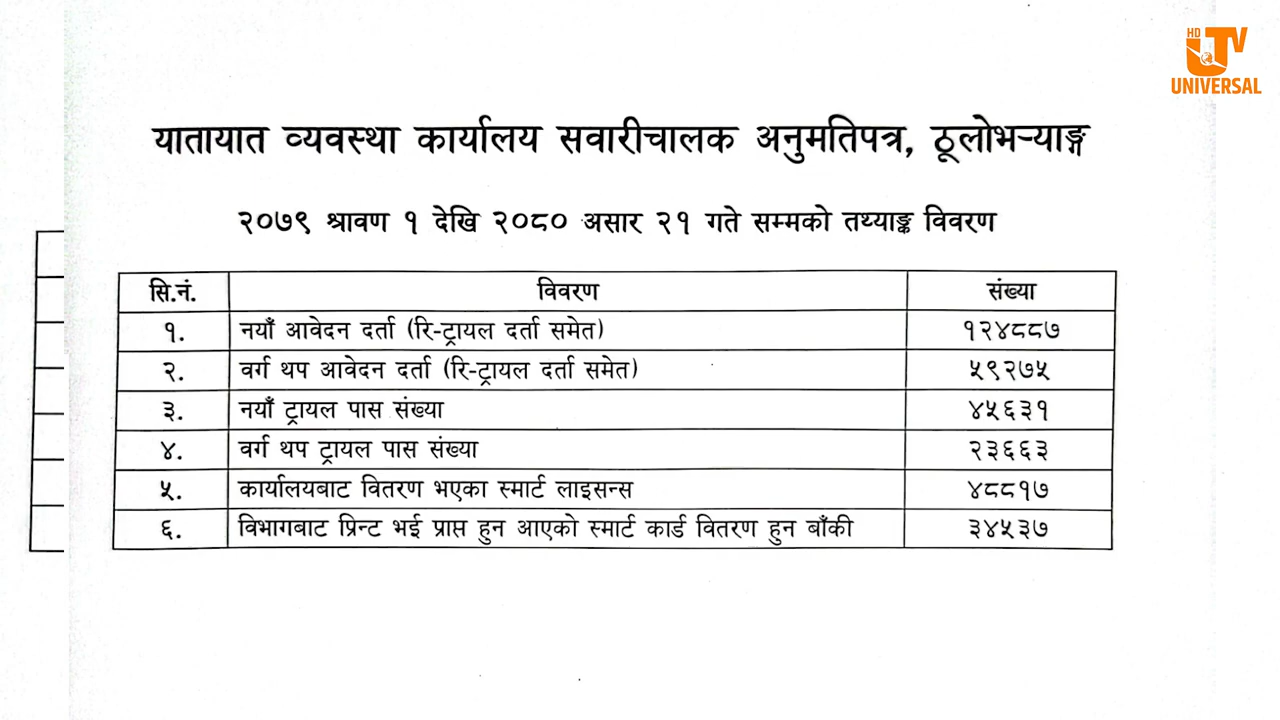 HD
UTV
UNIVERSAL
यातायात व्यवस्था कार्यालय सवारीचालक अनुमतिपत्र, ठूलोभर्‍याङ्ग
२०७९ श्रावण १ देखि २०८० असार २१ गते सम्मको तथ्याङ्क विवरण
सि.नं. विवरण संख्या
१. नयाँ आवेदन दर्ता (रि-ट्रायल दर्ता समेत) १२४८८७
२. वर्ग थप आवेदन दर्ता (रि-ट्रायल दर्ता समेत) ५९२७५
३. नयाँ ट्रायल पास संख्या ४५६३१
४. वर्ग थप ट्रायल पास संख्या २३६६३
५. कार्यालयबाट वितरण भएका स्मार्ट लाइसन्स ४८८१७
६. विभागबाट प्रिन्ट भई प्राप्त हुन आएको स्मार्ट कार्ड वितरण हुन बाँकी ३४५३७